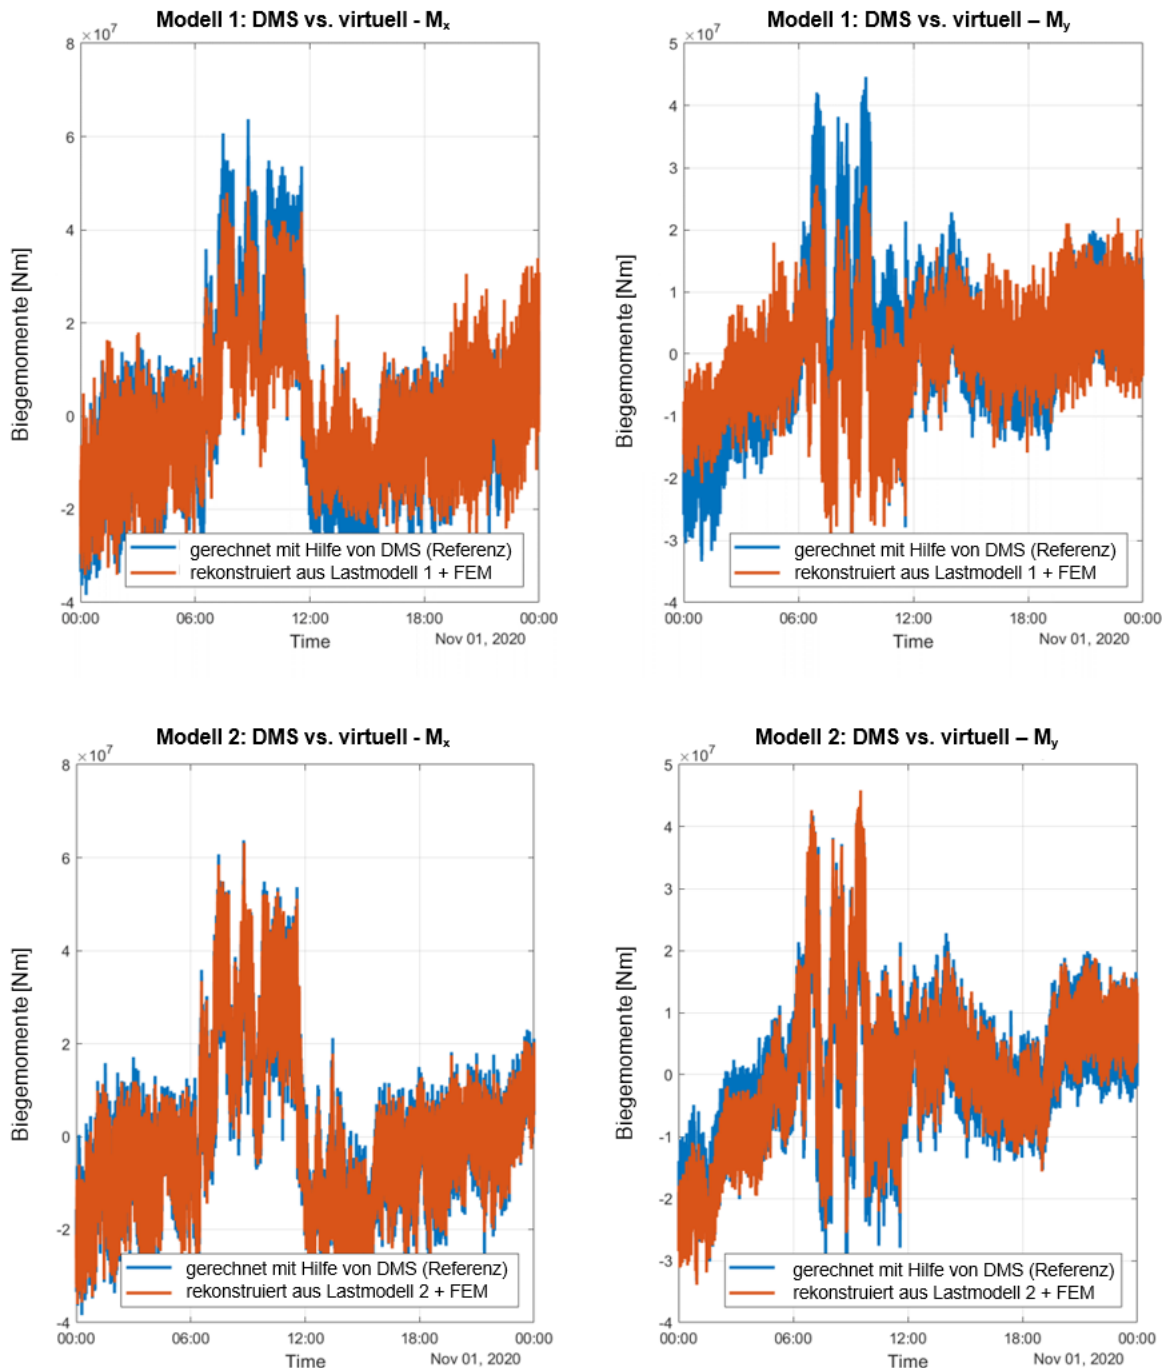 Modell 1: DMS vs. virtuell - Mx
×10⁷
8
6
4
2
0
-2
-4
Biegemomente [Nm]
gerechnet mit Hilfe von DMS (Referenz)
rekonstruiert aus Lastmodell 1 + FEM
00:00 06:00 12:00 18:00 00:00
Time
Nov 01, 2020
Modell 1: DMS vs. virtuell – My
×10⁷
5
4
3
2
1
0
-1
-2
-3
-4
Biegemomente [Nm]
gerechnet mit Hilfe von DMS (Referenz)
rekonstruiert aus Lastmodell 1 + FEM
00:00 06:00 12:00 18:00 00:00
Time
Nov 01, 2020
Modell 2: DMS vs. virtuell - Mx
×10⁷
8
6
4
2
0
-2
-4
Biegemomente [Nm]
gerechnet mit Hilfe von DMS (Referenz)
rekonstruiert aus Lastmodell 2 + FEM
00:00 06:00 12:00 18:00 00:00
Time
Nov 01, 2020
Modell 2: DMS vs. virtuell – My
×10⁷
5
4
3
2
1
0
-1
-2
-3
-4
Biegemomente [Nm]
gerechnet mit Hilfe von DMS (Referenz)
rekonstruiert aus Lastmodell 2 + FEM
00:00 06:00 12:00 18:00 00:00
Time
Nov 01, 2020